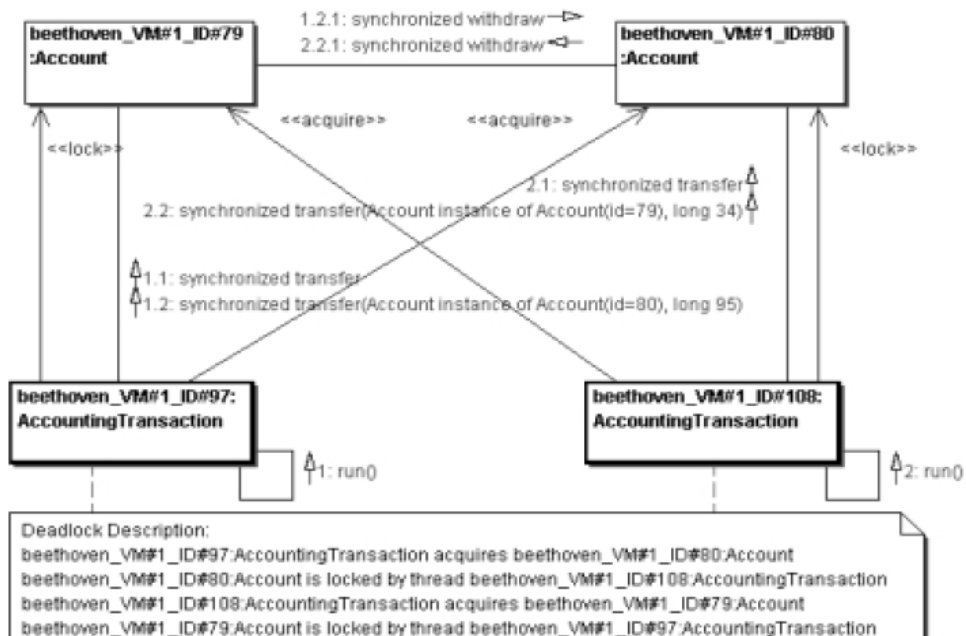 1.2.1: synchronized withdraw
2.2.1: synchronized withdraw
beethoven_VM#1_ID#79
:Account
beethoven_VM#1_ID#80
:Account
<<acquire>>
<<acquire>>
<<lock>>
<<lock>>
2.1: synchronized transfer
2.2: synchronized transfer(Account instance of Account(id=79), long 34)
1.1: synchronized transfer
1.2: synchronized transfer(Account instance of Account(id=80), long 95)
beethoven_VM#1_ID#97:
AccountingTransaction
beethoven_VM#1_ID#108:
AccountingTransaction
1: run()
2: run()
Deadlock Description:
beethoven_VM#1_ID#97:AccountingTransaction acquires beethoven_VM#1_ID#80:Account
beethoven_VM#1_ID#80:Account is locked by thread beethoven_VM#1_ID#108:AccountingTransaction
beethoven_VM#1_ID#108:AccountingTransaction acquires beethoven_VM#1_ID#79:Account
beethoven_VM#1_ID#79:Account is locked by thread beethoven_VM#1_ID#97:AccountingTransaction